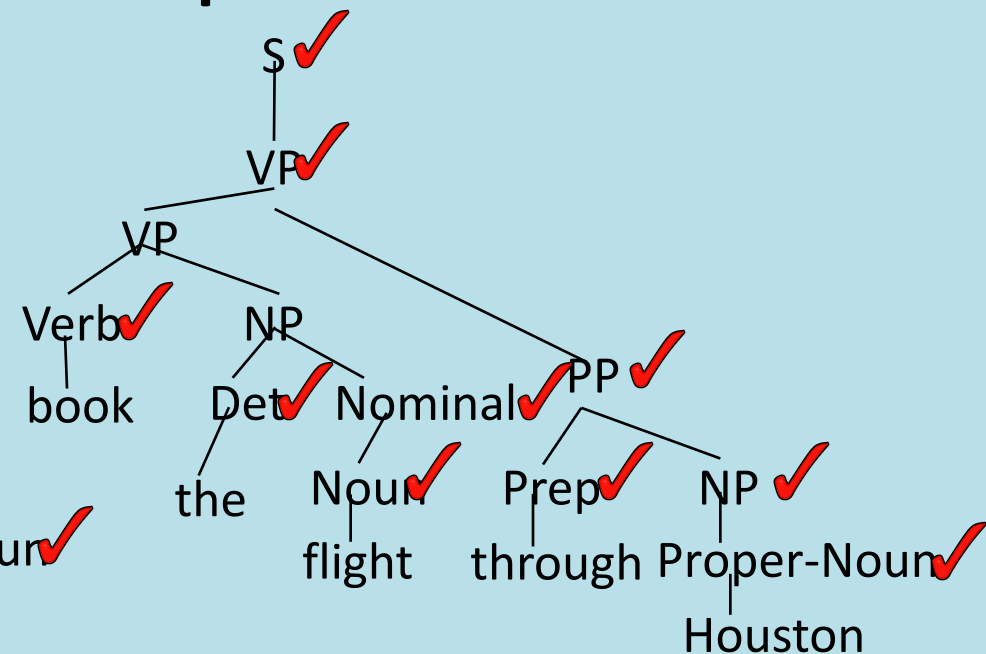 S
VP
VP
Verb NP
PP
book Det Nominal
the Noun Prep NP
flight through Proper-Noun
Houston